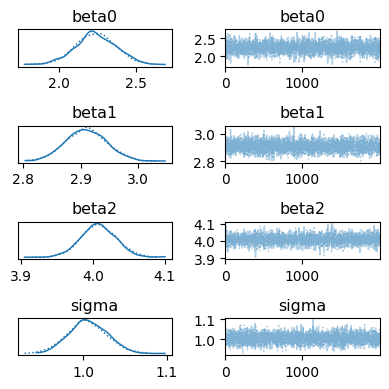 beta0 beta0
2.5
2.0
2.0 2.5 0 1000
beta1 beta1
3.0
2.8
2.8 2.9 3.0 0 1000
beta2 beta2
4.1
4.0
3.9
3.9 4.0 4.1 0 1000
sigma sigma
1.1
1.0
1.0 1.1 0 1000